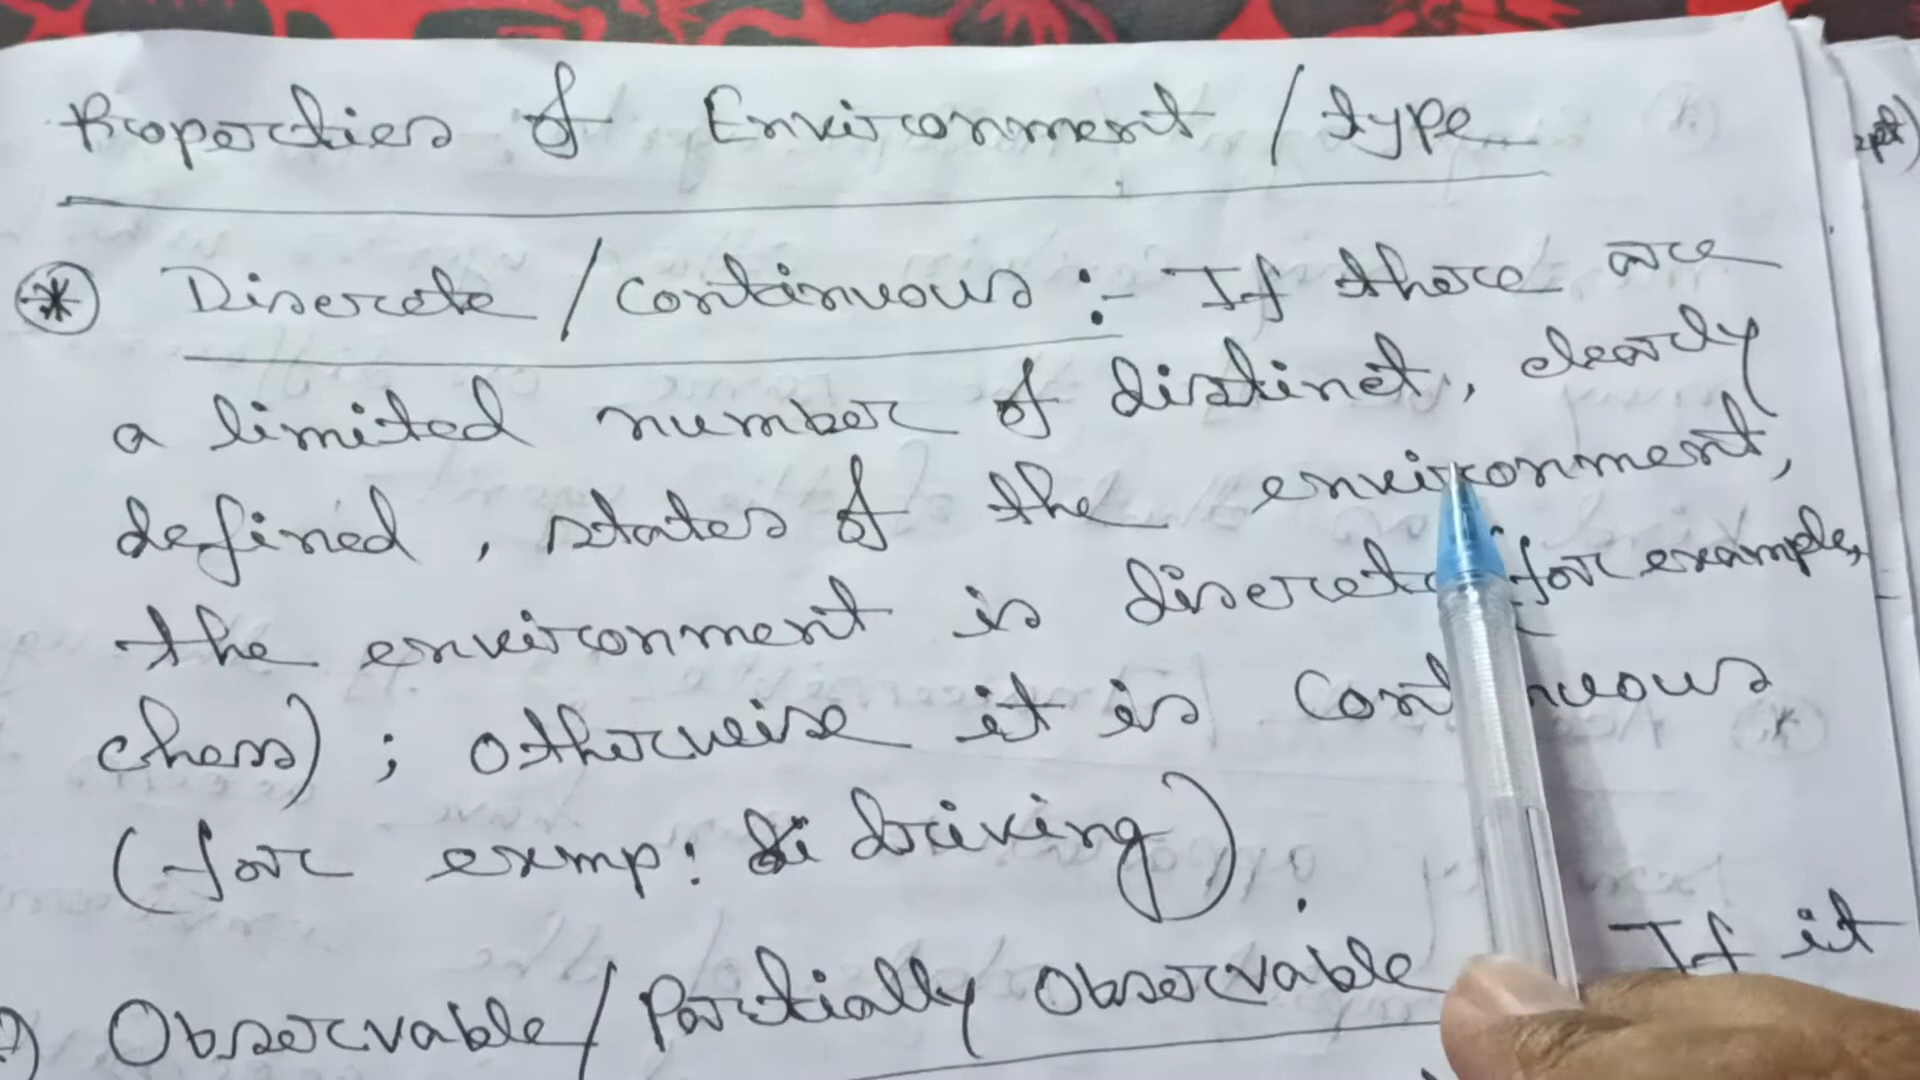 Properties of Environment / type
Discrete / Continuous :- If there are
a limited number of distinct, clearly
defined, states of the environment,
the environment is discrete for example,
chess) ; otherwise it is continuous
(for exmp: driving).
Observable / Partially Observable If it